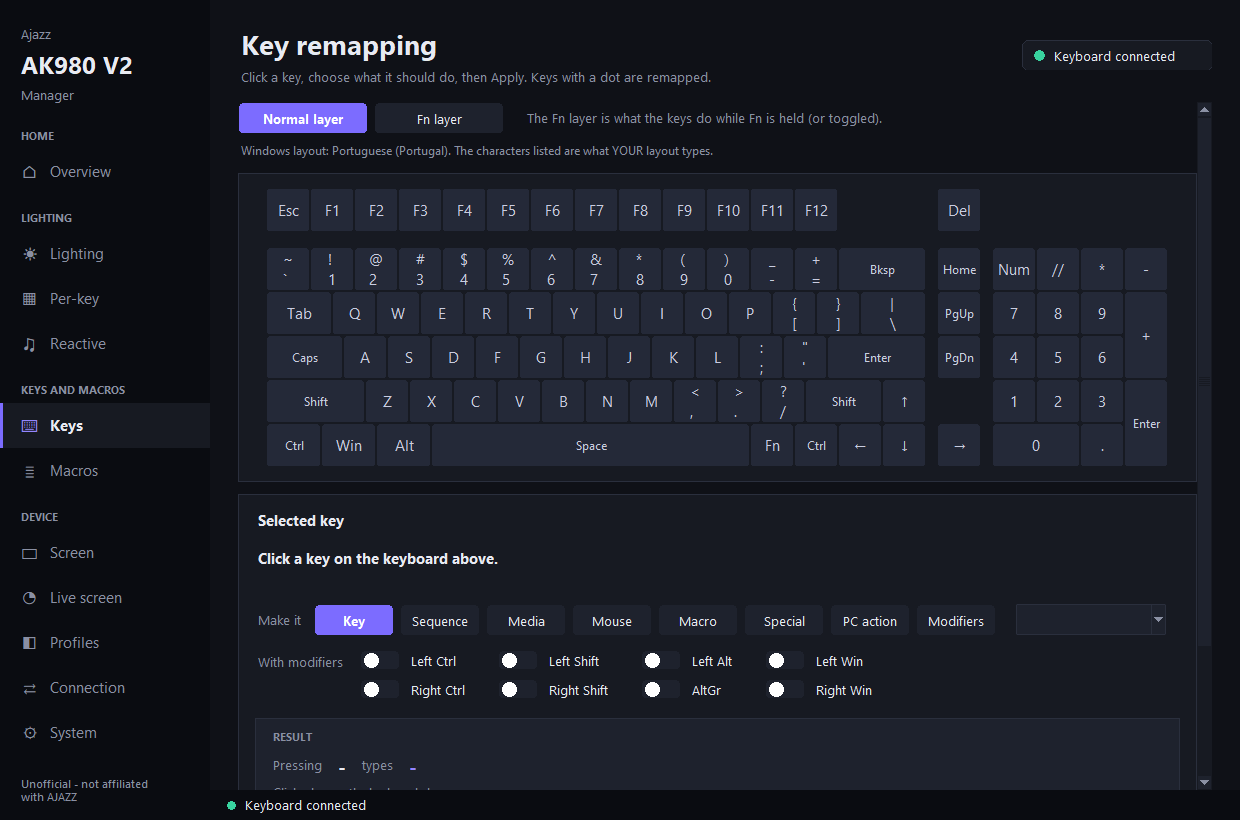 Ajazz
AK980 V2
Manager
HOME
Overview
LIGHTING
Lighting
Per-key
Reactive
KEYS AND MACROS
Keys
Macros
DEVICE
Screen
Live screen
Profiles
Connection
System
Unofficial - not affiliated
with AJAZZ
Key remapping
Click a key, choose what it should do, then Apply. Keys with a dot are remapped.
Keyboard connected
Normal layer Fn layer The Fn layer is what the keys do while Fn is held (or toggled).
Windows layout: Portuguese (Portugal). The characters listed are what YOUR layout types.
Esc F1 F2 F3 F4 F5 F6 F7 F8 F9 F10 F11 F12 Del
~ ! @ # $ % ^ & * ( ) _ +
` 1 2 3 4 5 6 7 8 9 0 - = Bksp Home Num // * -
Tab Q W E R T Y U I O P { } |
[ ] \ PgUp 7 8 9 +
Caps A S D F G H J K L : "
; ' Enter PgDn 4 5 6
Shift Z X C V B N M < > ?
, . / Shift ↑ 1 2 3 Enter
Ctrl Win Alt Space Fn Ctrl ← ↓ → 0 .
Selected key
Click a key on the keyboard above.
Make it Key Sequence Media Mouse Macro Special PC action Modifiers
With modifiers Left Ctrl Left Shift Left Alt Left Win
Right Ctrl Right Shift AltGr Right Win
RESULT
Pressing - types -
Keyboard connected